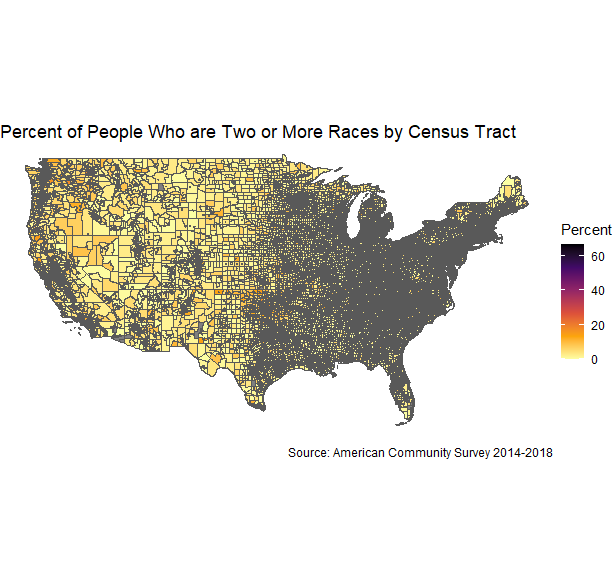 Percent of People Who are Two or More Races by Census Tract
Percent
60
40
20
0
Source: American Community Survey 2014-2018